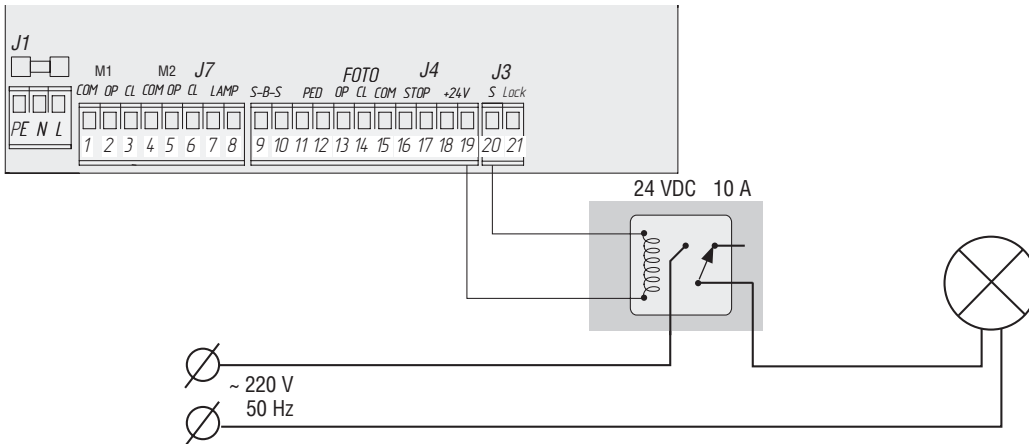 J1
M1 M2 J7 FOTO J4 J3
COM OP CL COM OP CL LAMP S-B-S PED OP CL COM STOP +24V S Lock
PE N L
1 2 3 4 5 6 7 8 9 10 11 12 13 14 15 16 17 18 19 20 21
24 VDC 10 A
~ 220 V
50 Hz